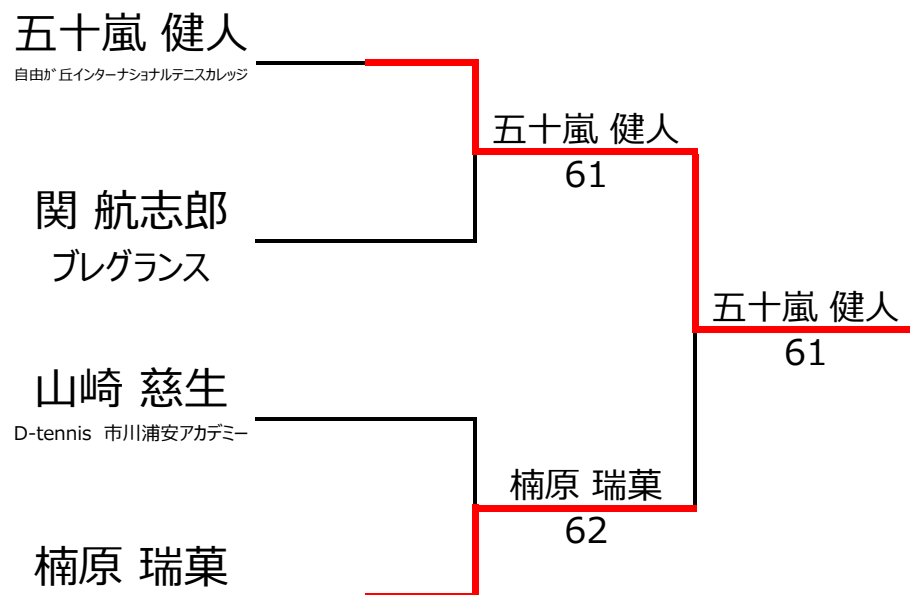 五十嵐 健人
自由が丘インターナショナルテニスカレッジ
五十嵐 健人
61
関 航志郎
ブレグランス
五十嵐 健人
61
山崎 慈生
D-tennis 市川浦安アカデミー
楠原 瑞菓
62
楠原 瑞菓